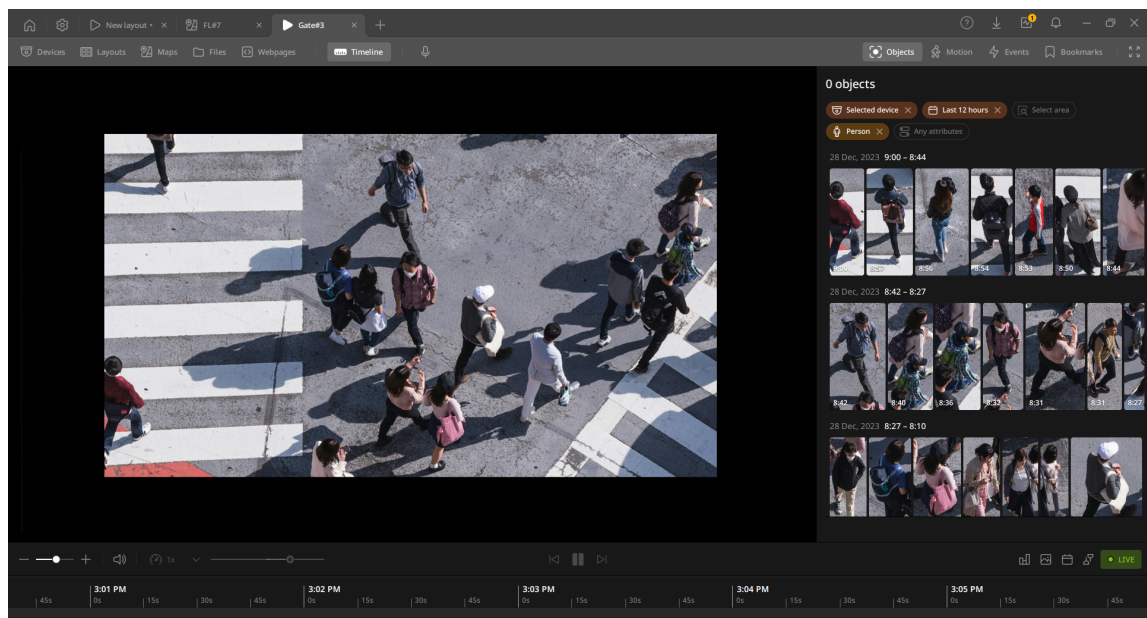 New layout •
FL#7
Gate#3
1
Devices
Layouts
Maps
Files
Webpages
Timeline
Objects
Motion
Events
Bookmarks
0 objects
Selected device
Last 12 hours
Select area
Person
Any attributes
28 Dec, 2023 9:00 – 8:44
9:00 8:57 8:56 8:54 8:53 8:50 8:44
28 Dec, 2023 8:42 – 8:27
8:42 8:40 8:36 8:32 8:31 8:31 8:27
28 Dec, 2023 8:27 – 8:10
1x
LIVE
3:01 PM 3:02 PM 3:03 PM 3:04 PM 3:05 PM
45s 0s 15s 30s 45s 0s 15s 30s 45s 0s 15s 30s 45s 0s 15s 30s 45s 0s 15s 30s 45s